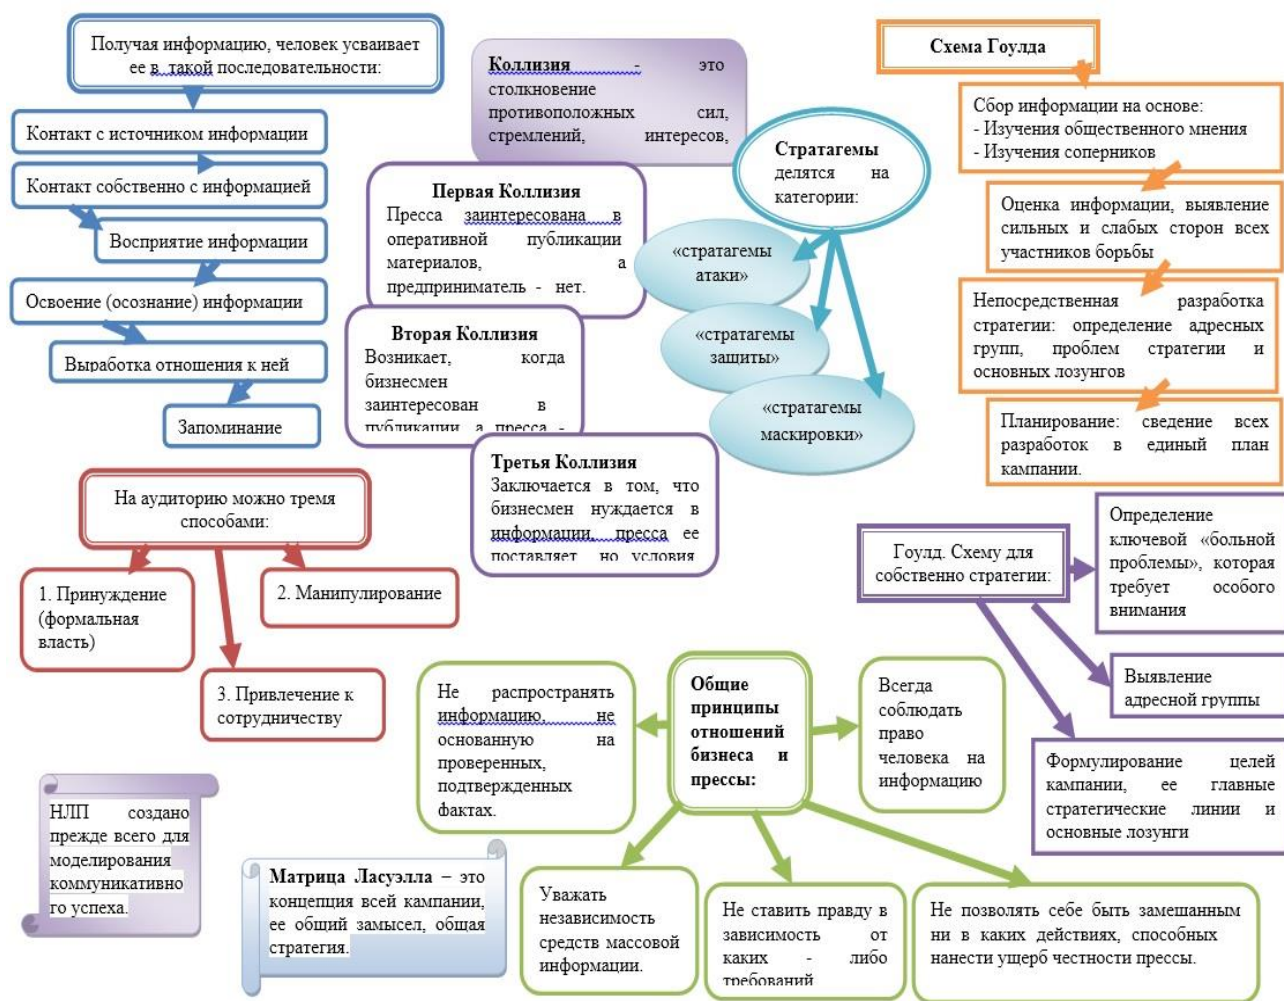 Получая информацию, человек усваивает
ее в такой последовательности:
Контакт с источником информации
Контакт собственно с информацией
Восприятие информации
Освоение (осознание) информации
Выработка отношения к ней
Запоминание
Коллизия - это
столкновение
противоположных сил,
стремлений, интересов,
Первая Коллизия
Пресса заинтересована в
оперативной публикации
материалов, а
предприниматель - нет.
Вторая Коллизия
Возникает, когда
бизнесмен
заинтересован в
публикации, а пресса -
Третья Коллизия
Заключается в том, что
бизнесмен нуждается в
информации, пресса ее
поставляет, но условия
Стратагемы
делятся на
категории:
«стратагемы
атаки»
«стратагемы
защиты»
«стратагемы
маскировки»
Схема Гоулда
Сбор информации на основе:
- Изучения общественного мнения
- Изучения соперников
Оценка информации, выявление
сильных и слабых сторон всех
участников борьбы
Непосредственная разработка
стратегии: определение адресных
групп, проблем стратегии и
основных лозунгов
Планирование: сведение всех
разработок в единый план
кампании.
На аудиторию можно тремя
способами:
1. Принуждение
(формальная
власть)
2. Манипулирование
3. Привлечение к
сотрудничеству
Гоулд. Схему для
собственно стратегии:
Определение
ключевой «больной
проблемы», которая
требует особого
внимания
Выявление
адресной группы
Формулирование целей
кампании, ее главные
стратегические линии и
основные лозунги
Общие
принципы
отношений
бизнеса и
прессы:
Не распространять
информацию, не
основанную на
проверенных,
подтвержденных
фактах.
Всегда
соблюдать
право
человека на
информацию
Уважать
независимость
средств массовой
информации.
Не ставить правду в
зависимость от
каких - либо
требований
Не позволять себе быть замешанным
ни в каких действиях, способных
нанести ущерб честности прессы.
НЛП создано
прежде всего для
моделирования
коммуникативно
го успеха.
Матрица Ласуэлла – это
концепция всей кампании,
ее общий замысел, общая
стратегия.